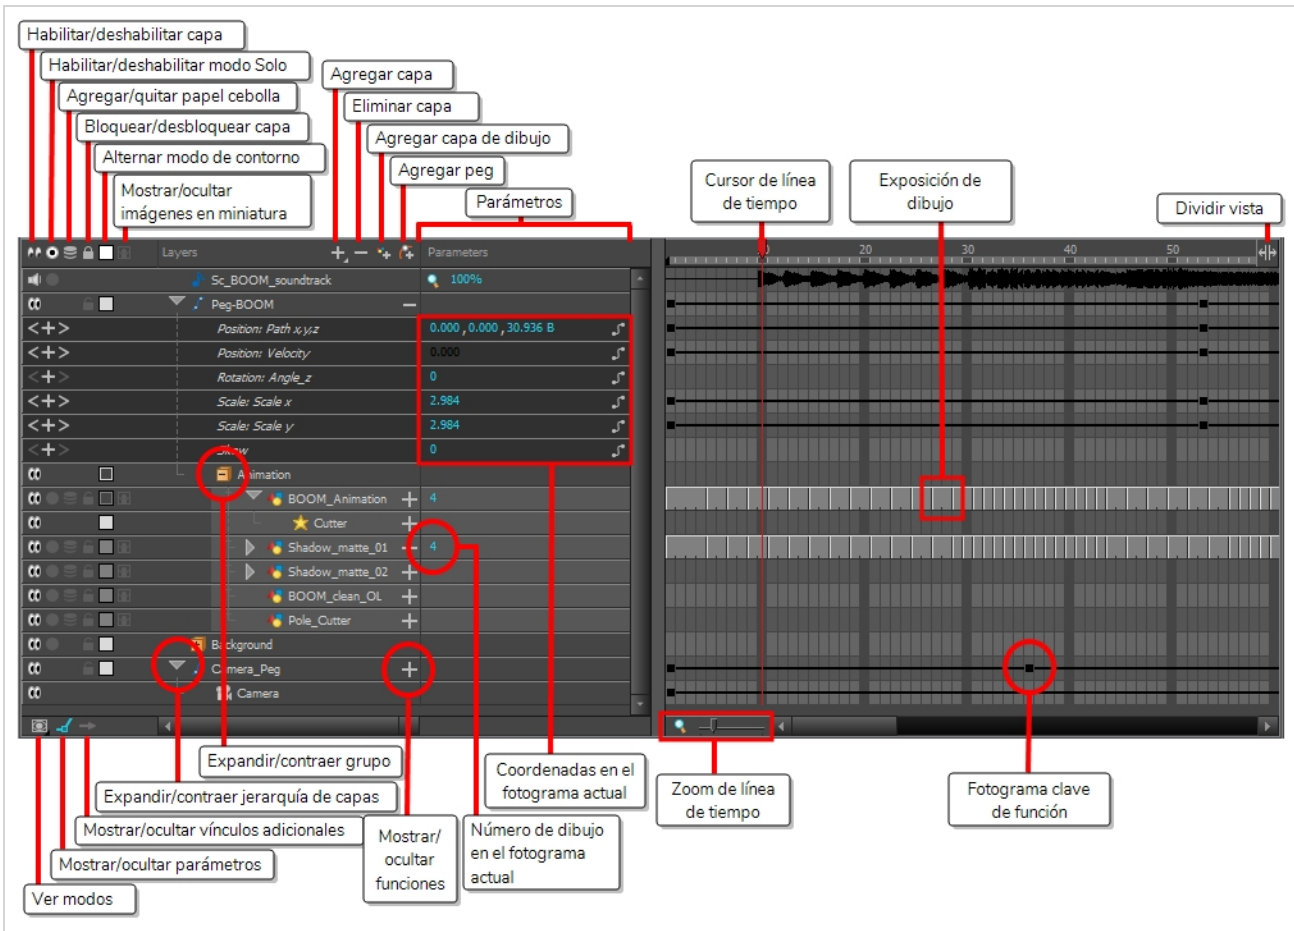 Habilitar/deshabilitar capa
Habilitar/deshabilitar modo Solo
Agregar/quitar papel cebolla
Bloquear/desbloquear capa
Alternar modo de contorno
Mostrar/ocultar
imágenes en miniatura
Agregar capa
Eliminar capa
Agregar capa de dibujo
Agregar peg
Parámetros
Cursor de línea
de tiempo
Exposición de
dibujo
Dividir vista
Layers
Parameters
10 20 30 40 50
Sc_BOOM_soundtrack
100%
Peg-BOOM
Position: Path x,y,z
0.000 , 0.000 , 30.936 B
Position: Velocity
0.000
Rotation: Angle_z
0
Scale: Scale x
2.984
Scale: Scale y
2.984
Skew
0
Animation
BOOM_Animation
4
Cutter
Shadow_matte_01
4
Shadow_matte_02
BOOM_clean_OL
Pole_Cutter
Background
Camera_Peg
Camera
Expandir/contraer grupo
Expandir/contraer jerarquía de capas
Mostrar/ocultar vínculos adicionales
Mostrar/ocultar parámetros
Ver modos
Mostrar/
ocultar
funciones
Coordenadas en el
fotograma actual
Número de dibujo
en el fotograma
actual
Zoom de línea
de tiempo
Fotograma clave
de función